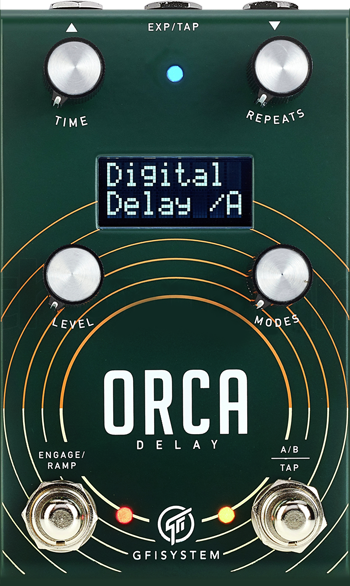 EXP/TAP
TIME
REPEATS
Digital
Delay /A
LEVEL
MODES
ORCA
DELAY
ENGAGE/
RAMP
A/B
TAP
GFISYSTEM